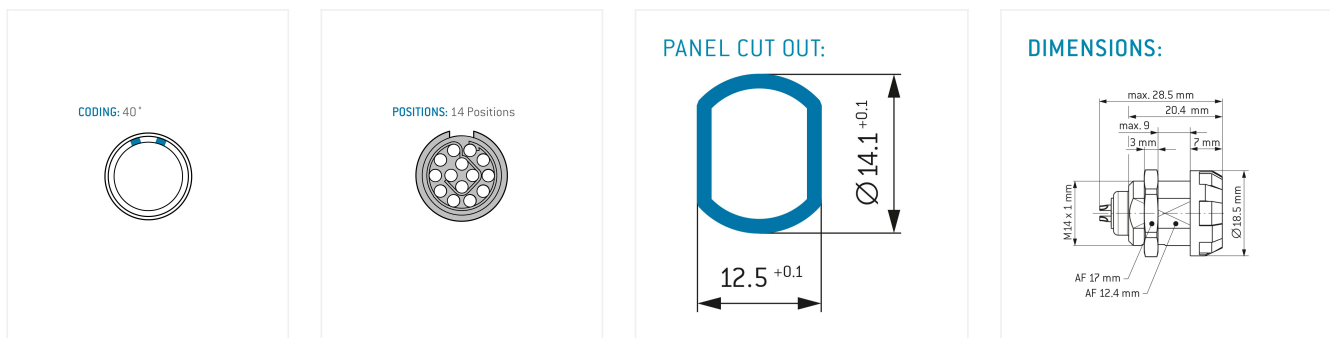 CODING: 40°
POSITIONS: 14 Positions
PANEL CUT OUT:
Ø 14.1 +0.1
12.5 +0.1
DIMENSIONS:
max. 28.5 mm
20.4 mm
max. 9
3 mm
7 mm
M14 x 1 mm
Ø18.5 mm
AF 17 mm
AF 12.4 mm